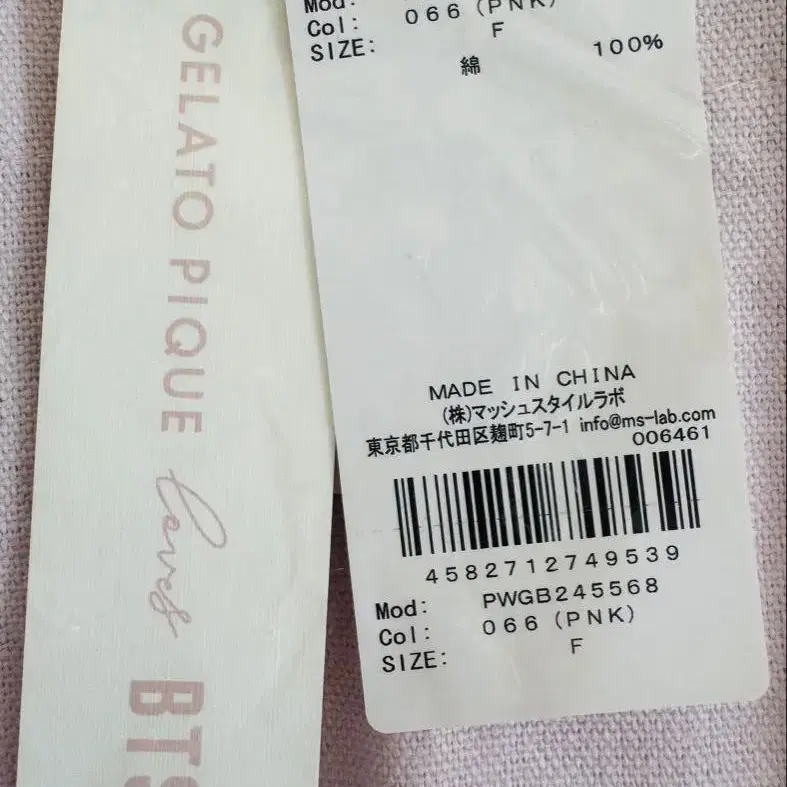 GELATO PIQUE loves BTS
Mod:
Col: 066 (PNK)
SIZE: F
綿 100%
MADE IN CHINA
(株)マッシュスタイルラボ
東京都千代田区麹町5-7-1 info@ms-lab.com
006461
4582712749539
Mod: PWGB245568
Col: 066 (PNK)
SIZE: F